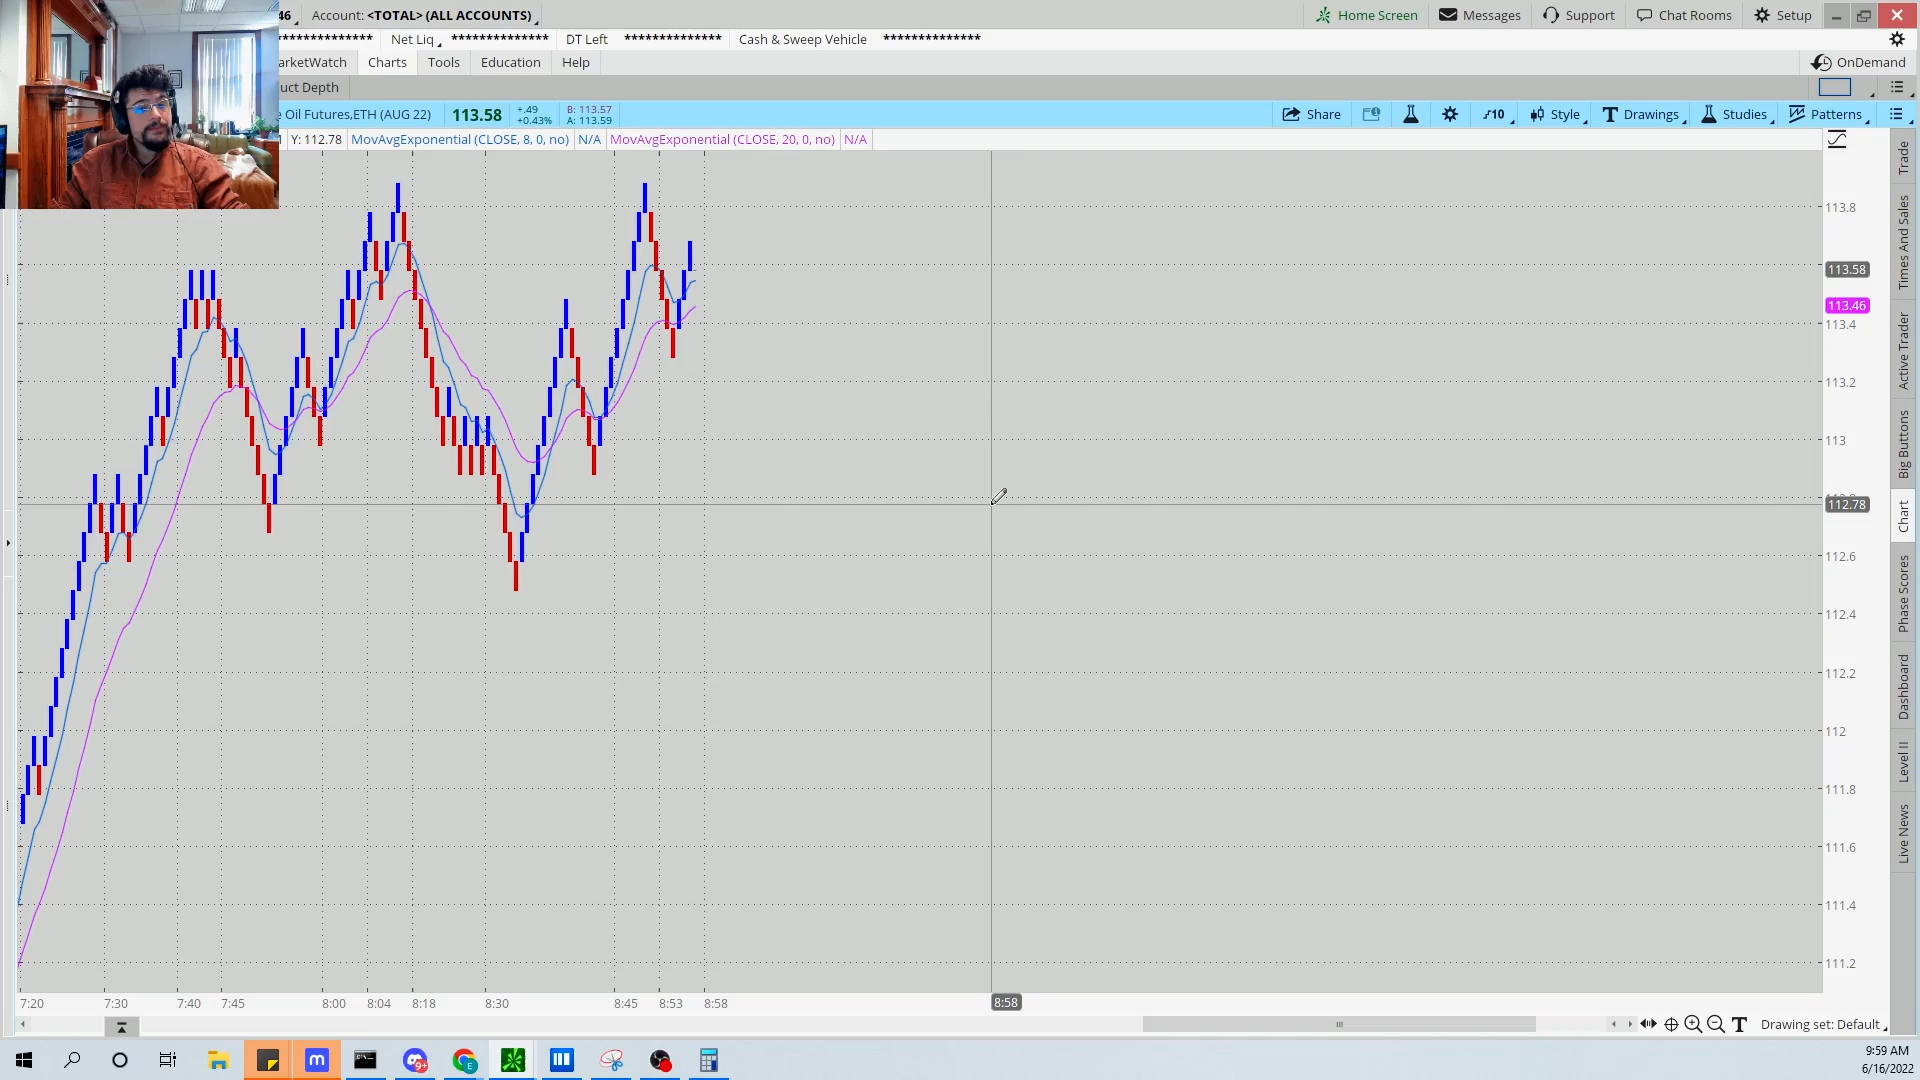 46 Account: <TOTAL> (ALL ACCOUNTS) Home Screen Messages Support Chat Rooms Setup
************** Net Liq ************** DT Left ************** Cash & Sweep Vehicle **************
arketWatch Charts Tools Education Help OnDemand
uct Depth
e Oil Futures,ETH (AUG 22) 113.58 +.49 B: 113.57 Share 10 Style Drawings Studies Patterns
+0.43% A: 113.59
Y: 112.78 MovAvgExponential (CLOSE, 8, 0, no) N/A MovAvgExponential (CLOSE, 20, 0, no) N/A
113.8
113.58
113.46
113.4
113.2
113
112.78
112.6
112.4
112.2
112
111.8
111.6
111.4
111.2
Trade
Times And Sales
Active Trader
Big Buttons
Chart
Phase Scores
Dashboard
Level II
Live News
7:20 7:30 7:40 7:45 8:00 8:04 8:18 8:30 8:45 8:53 8:58 8:58
Drawing set: Default
9+ E
9:59 AM
6/16/2022